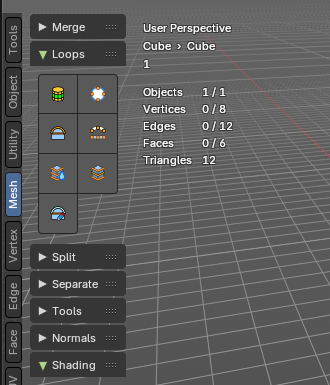 Tools
Object
Utility
Mesh
Vertex
Edge
Face
Merge
Loops
Split
Separate
Tools
Normals
Shading
User Perspective
Cube › Cube
1
Objects 1 / 1
Vertices 0 / 8
Edges 0 / 12
Faces 0 / 6
Triangles 12